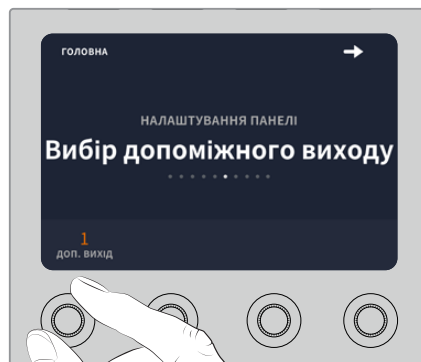 ГОЛОВНА
НАЛАШТУВАННЯ ПАНЕЛІ
Вибір допоміжного виходу
1
ДОП. ВИХІД